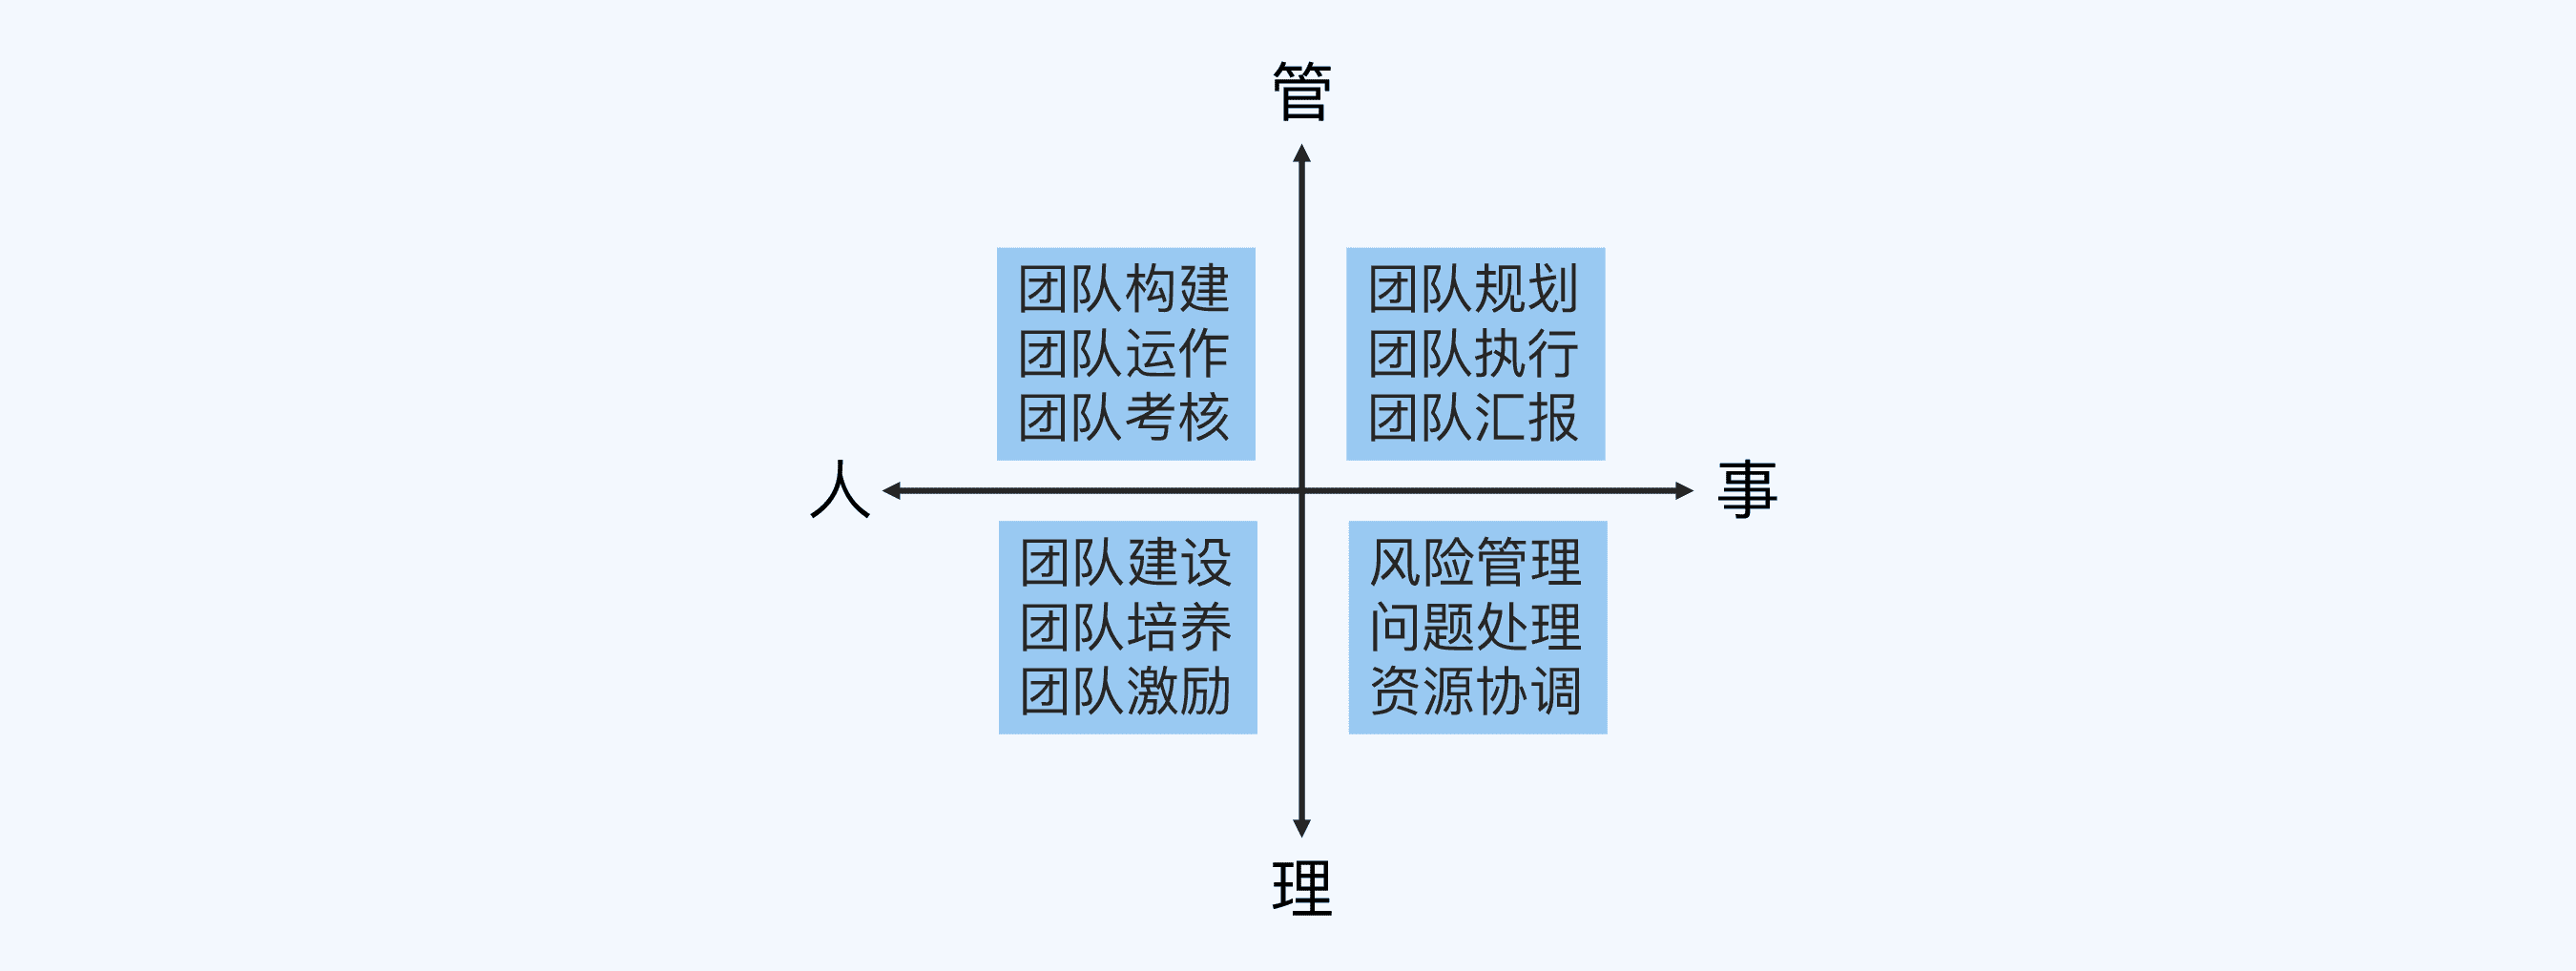 管
团队构建
团队运作
团队考核
团队规划
团队执行
团队汇报
人
事
团队建设
团队培养
团队激励
风险管理
问题处理
资源协调
理